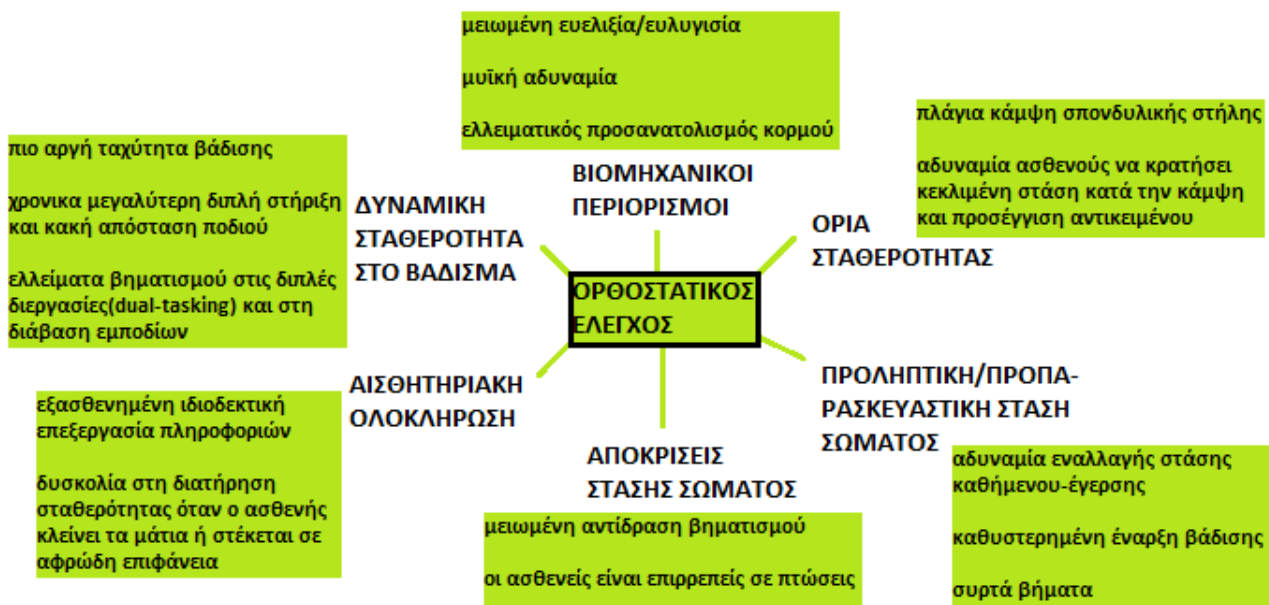 μειωμένη ευελιξία/ευλυγισία
μυϊκή αδυναμία
ελλειματικός προσανατολισμός κορμού
ΒΙΟΜΗΧΑΝΙΚΟΙ
ΠΕΡΙΟΡΙΣΜΟΙ
πλάγια κάμψη σπονδυλικής στήλης
αδυναμία ασθενούς να κρατήσει
κεκλιμένη στάση κατά την κάμψη
και προσέγγιση αντικειμένου
ΟΡΙΑ
ΣΤΑΘΕΡΟΤΗΤΑΣ
πιο αργή ταχύτητα βάδισης
χρονικα μεγαλύτερη διπλή στήριξη
και κακή απόσταση ποδιού
ελλείματα βηματισμού στις διπλές
διεργασίες(dual-tasking) και στη
διάβαση εμποδίων
ΔΥΝΑΜΙΚΗ
ΣΤΑΘΕΡΟΤΗΤΑ
ΣΤΟ ΒΑΔΙΣΜΑ
ΟΡΘΟΣΤΑΤΙΚΟΣ
ΕΛΕΓΧΟΣ
ΑΙΣΘΗΤΗΡΙΑΚΗ
ΟΛΟΚΛΗΡΩΣΗ
εξασθενημένη ιδιοδεκτική
επεξεργασία πληροφοριών
δυσκολία στη διατήρηση
σταθερότητας όταν ο ασθενής
κλείνει τα μάτια ή στέκεται σε
αφρώδη επιφάνεια
ΑΠΟΚΡΙΣΕΙΣ
ΣΤΑΣΗΣ ΣΩΜΑΤΟΣ
μειωμένη αντίδραση βηματισμού
οι ασθενείς είναι επιρρεπείς σε πτώσεις
ΠΡΟΛΗΠΤΙΚΗ/ΠΡΟΠΑ-
ΡΑΣΚΕΥΑΣΤΙΚΗ ΣΤΑΣΗ
ΣΩΜΑΤΟΣ
αδυναμία εναλλαγής στάσης
καθήμενου-έγερσης
καθυστερημένη έναρξη βάδισης
συρτά βήματα